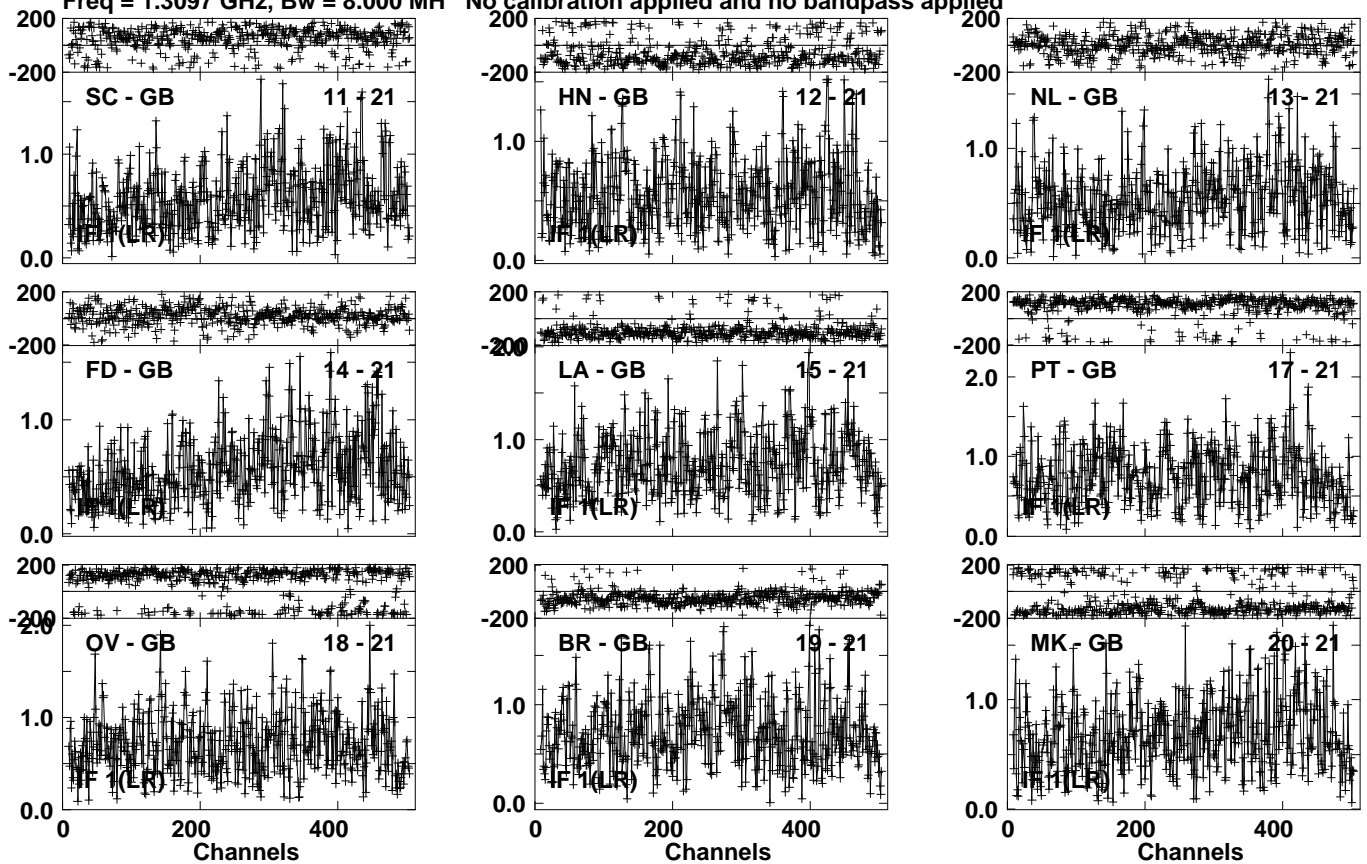 Freq = 1.3097 GHz, Bw = 8.000 MH No calibration applied and no bandpass applied
200
-200
SC - GB 11 - 21
1.0
IF 1(LR)
0.0
200
-200
HN - GB 12 - 21
1.0
IF 1(LR)
0.0
200
-200
NL - GB 13 - 21
1.0
IF 1(LR)
0.0
200
-200
FD - GB 14 - 21
1.0
IF 1(LR)
0.0
200
-200
2.0
LA - GB 15 - 21
1.0
IF 1(LR)
0.0
200
-200
PT - GB 17 - 21
2.0
1.0
IF 1(LR)
0.0
200
-200
2.0
OV - GB 18 - 21
1.0
IF 1(LR)
0.0
0 200 400
Channels
200
-200
BR - GB 19 - 21
1.0
IF 1(LR)
0.0
0 200 400
Channels
200
-200
MK - GB 20 - 21
1.0
IF 1(LR)
0.0
0 200 400
Channels